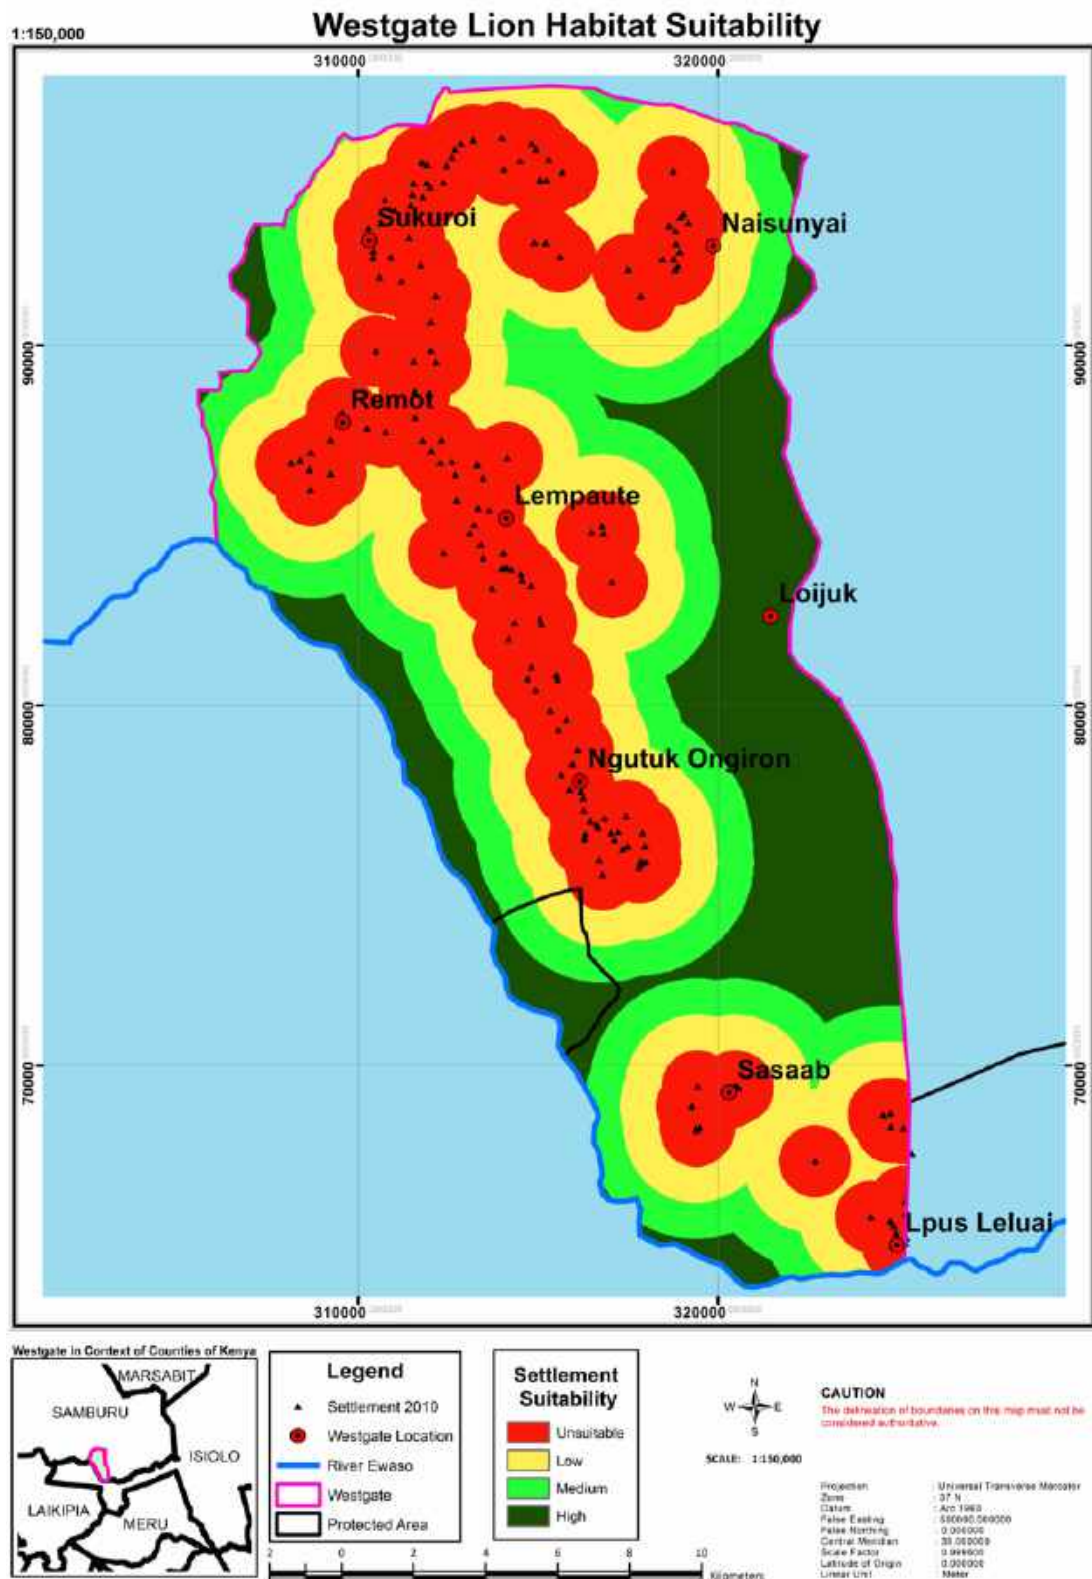 Westgate Lion Habitat Suitability
1:150,000
310000
320000
Sukuroi
Naisunyai
90000
90000
Remot
Lempaute
Loijuk
80000
80000
Ngutuk Ongiron
70000
70000
Sasaab
Lpus Leluai
310000
320000
Westgate in Context of Counties of Kenya
MARSABIT
SAMBURU
ISIOLO
LAIKIPIA
MERU
Legend
Settlement 2010
Westgate Location
River Ewaso
Westgate
Protected Area
Settlement
Suitability
Unsuitable
Low
Medium
High
N
W E
S
SCALE: 1:150,000
CAUTION
The delineation of boundaries on this map must not be
considered authoritative.
Projection : Universal Transverse Mercator
Zone : 37 N
Datum : Arc 1960
False Easting : 500000.000000
False Northing : 0.000000
Central Meridian : 39.000000
Scale Factor : 0.999600
Latitude of Origin : 0.000000
Linear Unit : Meter
2 0 2 4 6 8 10
Kilometers